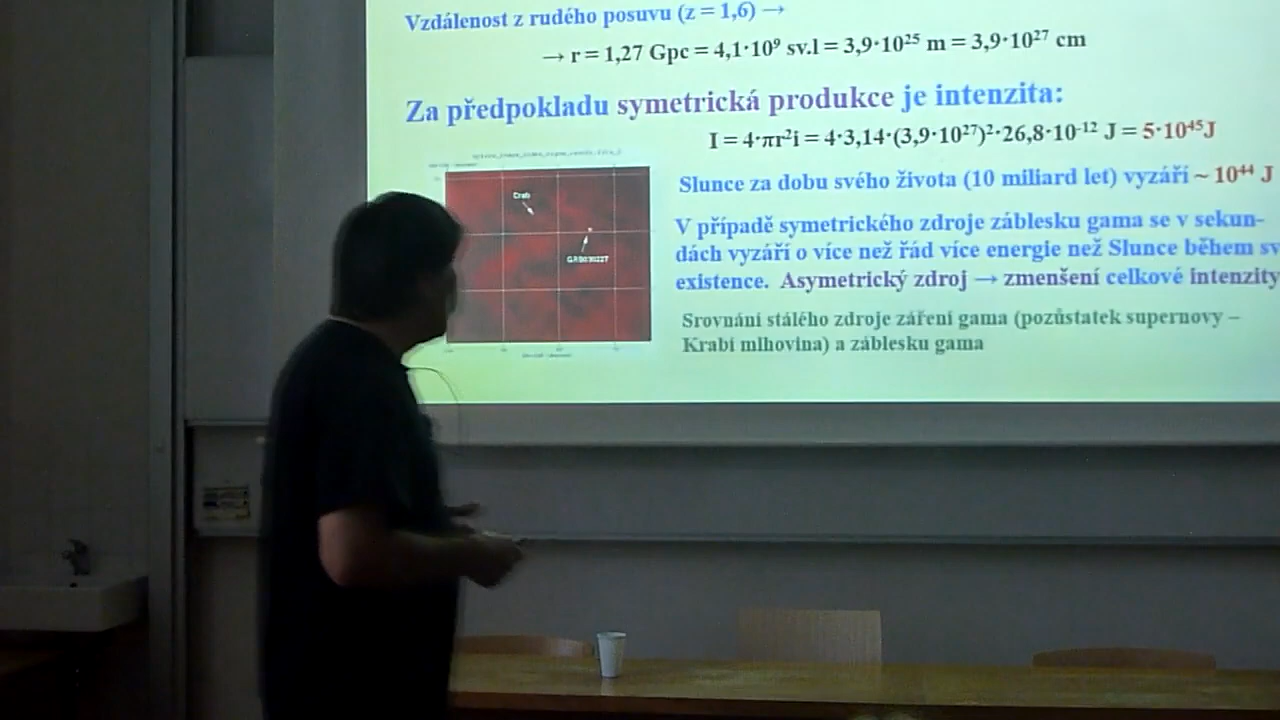 Vzdálenost z rudého posuvu (z = 1,6) →
→ r = 1,27 Gpc = 4,1·10⁹ sv.l = 3,9·10²⁵ m = 3,9·10²⁷ cm
Za předpokladu symetrická produkce je intenzita:
I = 4·πr²i = 4·3,14·(3,9·10²⁷)²·26,8·10⁻¹² J = 5·10⁴⁵J
Slunce za dobu svého života (10 miliard let) vyzáří ~ 10⁴⁴ J
V případě symetrického zdroje záblesku gama se v sekun–
dách vyzáří o více než řád více energie než Slunce během sv
existence. Asymetrický zdroj → zmenšení celkové intenzity
Srovnání stálého zdroje záření gama (pozůstatek supernovy –
Krabí mlhovina) a záblesku gama
Crab